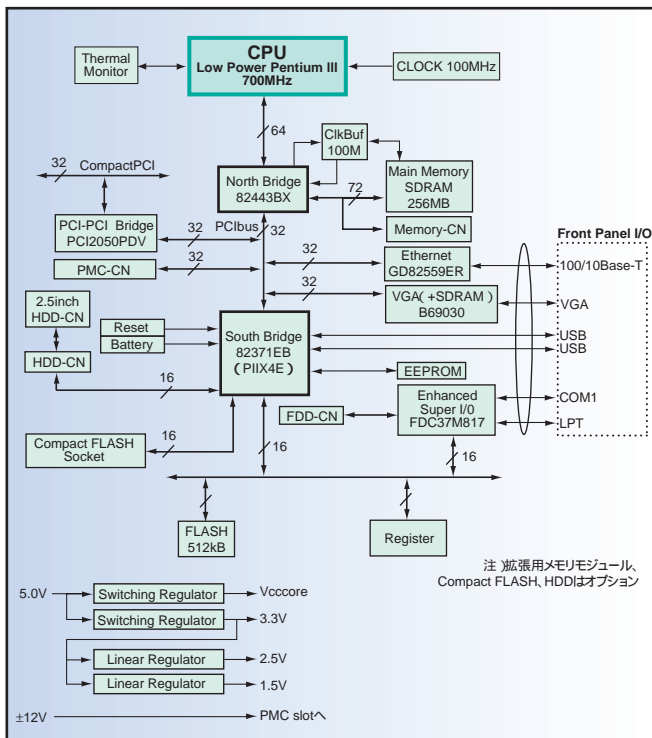 CPU
Low Power Pentium III
700MHz
Thermal
Monitor
CLOCK 100MHz
64
ClkBuf
100M
32
CompactPCI
North Bridge
82443BX
72
Main Memory
SDRAM
256MB
Memory-CN
PCI-PCI Bridge
PCI2050PDV
32
PCIbus
32
Front Panel I/O
PMC-CN
32
32
Ethernet
GD82559ER
100/10Base-T
32
VGA( +SDRAM )
B69030
VGA
2.5inch
HDD-CN
Reset
Battery
South Bridge
82371EB
( PIIX4E )
USB
USB
HDD-CN
16
EEPROM
FDD-CN
Enhanced
Super I/0
FDC37M817
COM1
LPT
Compact FLASH
Socket
16
16
16
FLASH
512kB
Register
注 )拡張用メモリモジュール、
Compact FLASH、HDDはオプション
5.0V
Switching Regulator
Vcccore
Switching Regulator
3.3V
Linear Regulator
2.5V
Linear Regulator
1.5V
±12V
PMC slotへ